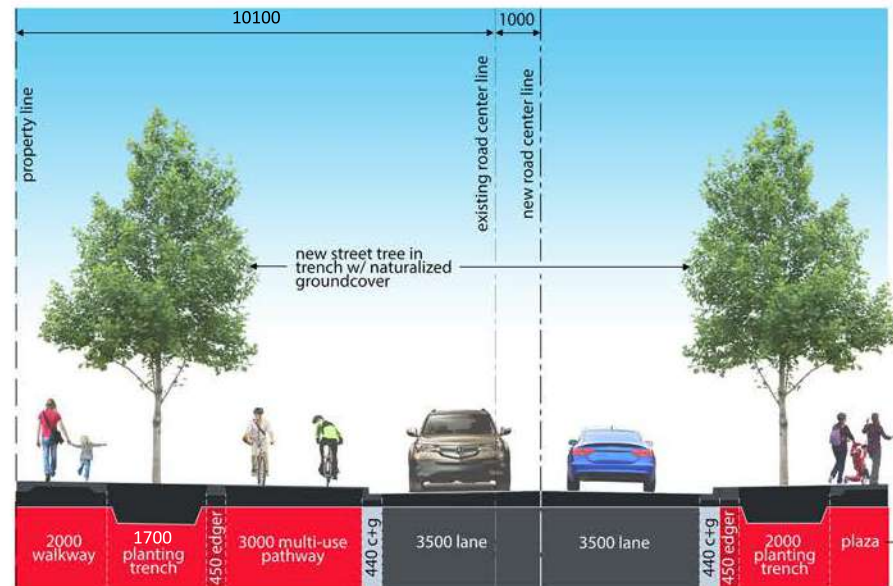 10100
1000
property line
existing road center line
new road center line
new street tree in
trench w/ naturalized
groundcover
2000
walkway
1700
planting
trench
450 edger
3000 multi-use
pathway
440 c+g
3500 lane
3500 lane
440 c+g
450 edger
2000
planting
trench
plaza